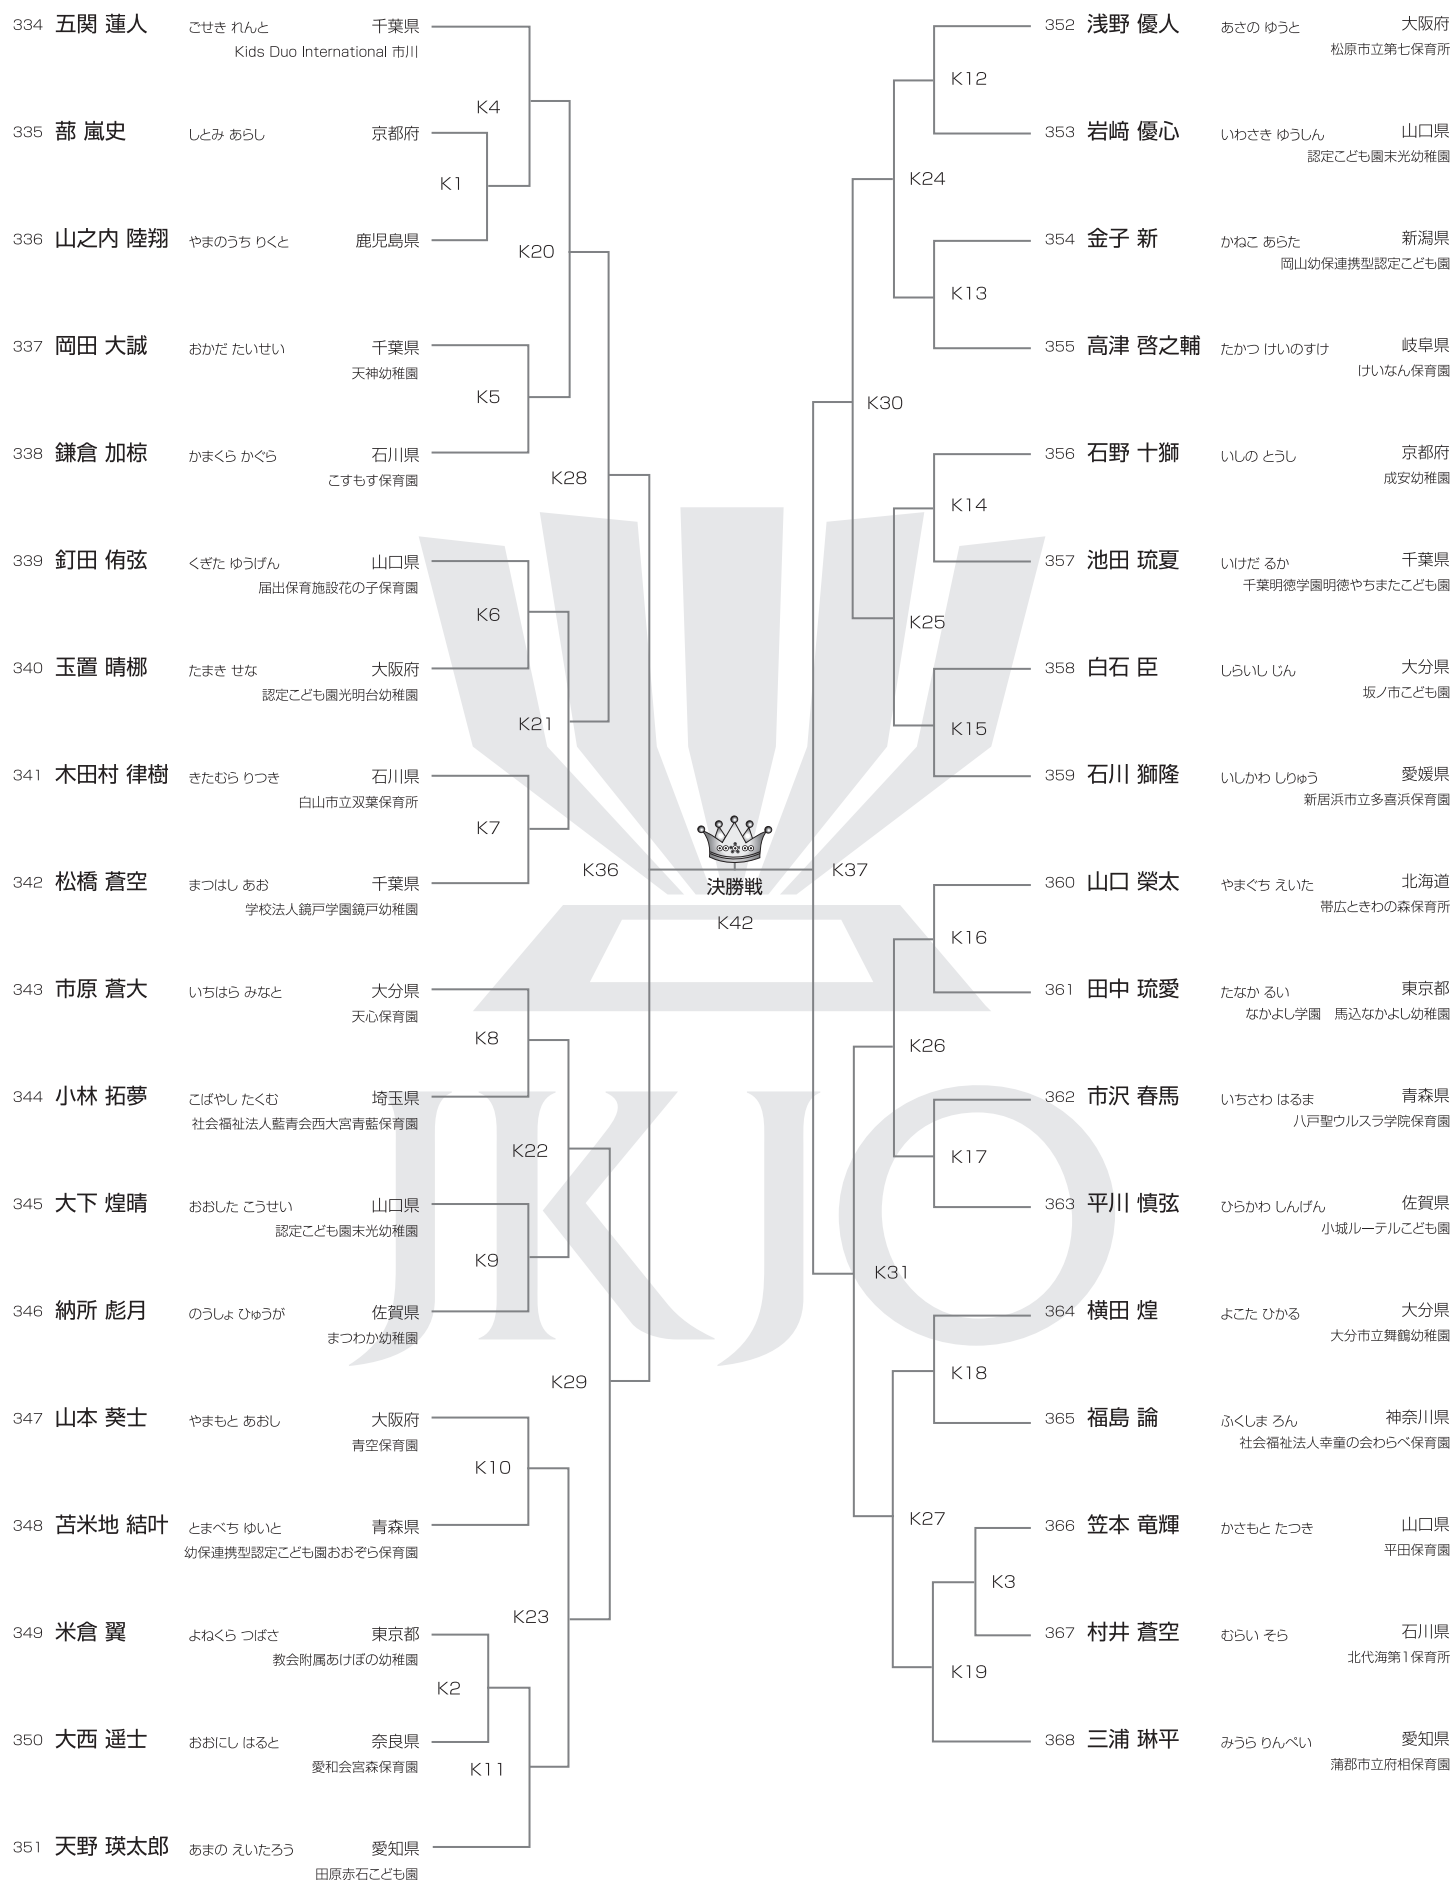 334 五関 蓮人 ごせき れんと 千葉県
Kids Duo International 市川
K4
335 蔀 嵐史 しとみ あらし 京都府
K1
336 山之内 陸翔 やまのうち りくと 鹿児島県
K20
337 岡田 大誠 おかだ たいせい 千葉県
天神幼稚園
K5
338 鎌倉 加椋 かまくら かぐら 石川県
こすもす保育園
K28
339 釘田 侑弦 くぎた ゆうげん 山口県
届出保育施設花の子保育園
K6
340 玉置 晴梛 たまき せな 大阪府
認定こども園光明台幼稚園
K21
341 木田村 律樹 きたむら りつき 石川県
白山市立双葉保育所
K7
K36
342 松橋 蒼空 まつはし あお 千葉県
学校法人鏡戸学園鏡戸幼稚園
343 市原 蒼大 いちはら みなと 大分県
天心保育園
K8
344 小林 拓夢 こばやし たくむ 埼玉県
社会福祉法人藍青会西大宮青藍保育園
K22
345 大下 煌晴 おおした こうせい 山口県
認定こども園末光幼稚園
K9
346 納所 彪月 のうしょ ひゅうが 佐賀県
まつわか幼稚園
K29
347 山本 葵士 やまもと あおし 大阪府
青空保育園
K10
348 苫米地 結叶 とまべち ゆいと 青森県
幼保連携型認定こども園おおぞら保育園
K23
349 米倉 翼 よねくら つばさ 東京都
教会附属あけぼの幼稚園
K2
350 大西 遥士 おおにし はると 奈良県
愛和会宮森保育園
K11
351 天野 瑛太郎 あまの えいたろう 愛知県
田原赤石こども園
決勝戦
K42
JKJO
352 浅野 優人 あさの ゆうと 大阪府
松原市立第七保育所
K12
353 岩﨑 優心 いわさき ゆうしん 山口県
認定こども園末光幼稚園
K24
354 金子 新 かねこ あらた 新潟県
岡山幼保連携型認定こども園
K13
355 高津 啓之輔 たかつ けいのすけ 岐阜県
けいなん保育園
K30
356 石野 十獅 いしの とうし 京都府
成安幼稚園
K14
357 池田 琉夏 いけだ るか 千葉県
千葉明徳学園明徳やちまたこども園
K25
358 白石 臣 しらいし じん 大分県
坂ノ市こども園
K15
359 石川 獅隆 いしかわ しりゅう 愛媛県
新居浜市立多喜浜保育園
K37
360 山口 榮太 やまぐち えいた 北海道
帯広ときわの森保育所
K16
361 田中 琉愛 たなか るい 東京都
なかよし学園 馬込なかよし幼稚園
K26
362 市沢 春馬 いちさわ はるま 青森県
八戸聖ウルスラ学院保育園
K17
363 平川 慎弦 ひらかわ しんげん 佐賀県
小城ルーテルこども園
K31
364 横田 煌 よこた ひかる 大分県
大分市立舞鶴幼稚園
K18
365 福島 論 ふくしま ろん 神奈川県
社会福祉法人幸童の会わらべ保育園
K27
366 笠本 竜輝 かさもと たつき 山口県
平田保育園
K3
367 村井 蒼空 むらい そら 石川県
北代海第1保育所
K19
368 三浦 琳平 みうら りんぺい 愛知県
蒲郡市立府相保育園